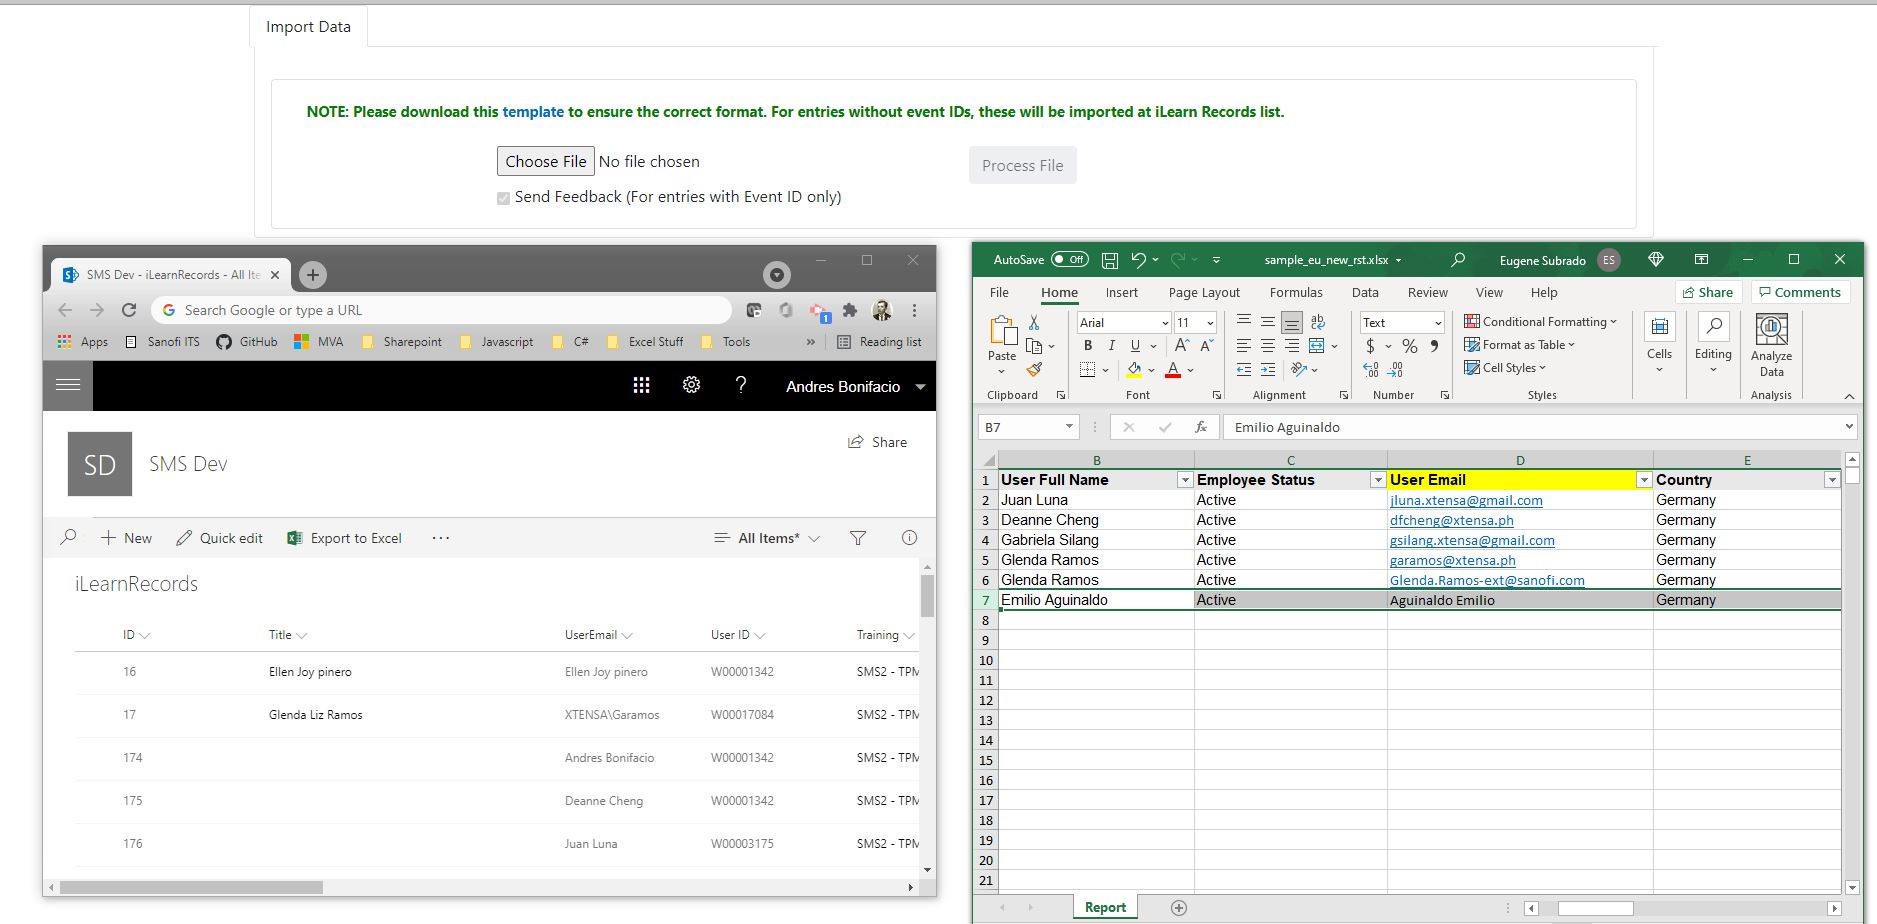 Import Data
NOTE: Please download this template to ensure the correct format. For entries without event IDs, these will be imported at iLearn Records list.
Choose File No file chosen
Process File
Send Feedback (For entries with Event ID only)
SMS Dev - iLearnRecords - All Ite
Search Google or type a URL
1
Apps Sanofi ITS GitHub MVA Sharepoint Javascript C# Excel Stuff Tools » Reading list
? Andres Bonifacio
SD SMS Dev
Share
New Quick edit Export to Excel ... All Items*
iLearnRecords
ID Title UserEmail User ID Training
16 Ellen Joy pinero Ellen Joy pinero W00001342 SMS2 - TPM
17 Glenda Liz Ramos XTENSA\Garamos W00017084 SMS2 - TPM
174 Andres Bonifacio W00001342 SMS2 - TPM
175 Deanne Cheng W00001342 SMS2 - TPM
176 Juan Luna W00003175 SMS2 - TPM
AutoSave Off sample_eu_new_rst.xlsx Eugene Subrado ES
File Home Insert Page Layout Formulas Data Review View Help Share Comments
Paste
Arial 11
B I U A A
ab
Text
$ % 9
.00 .00
Conditional Formatting
Format as Table
Cell Styles
Cells
Editing
Analyze
Data
Clipboard Font Alignment Number Styles Analysis
B7 fx Emilio Aguinaldo
B C D E
1 User Full Name Employee Status User Email Country
2 Juan Luna Active jluna.xtensa@gmail.com Germany
3 Deanne Cheng Active dfcheng@xtensa.ph Germany
4 Gabriela Silang Active gsilang.xtensa@gmail.com Germany
5 Glenda Ramos Active garamos@xtensa.ph Germany
6 Glenda Ramos Active Glenda.Ramos-ext@sanofi.com Germany
7 Emilio Aguinaldo Active Aguinaldo Emilio Germany
8
9
10
11
12
13
14
15
16
17
18
19
20
21
Report